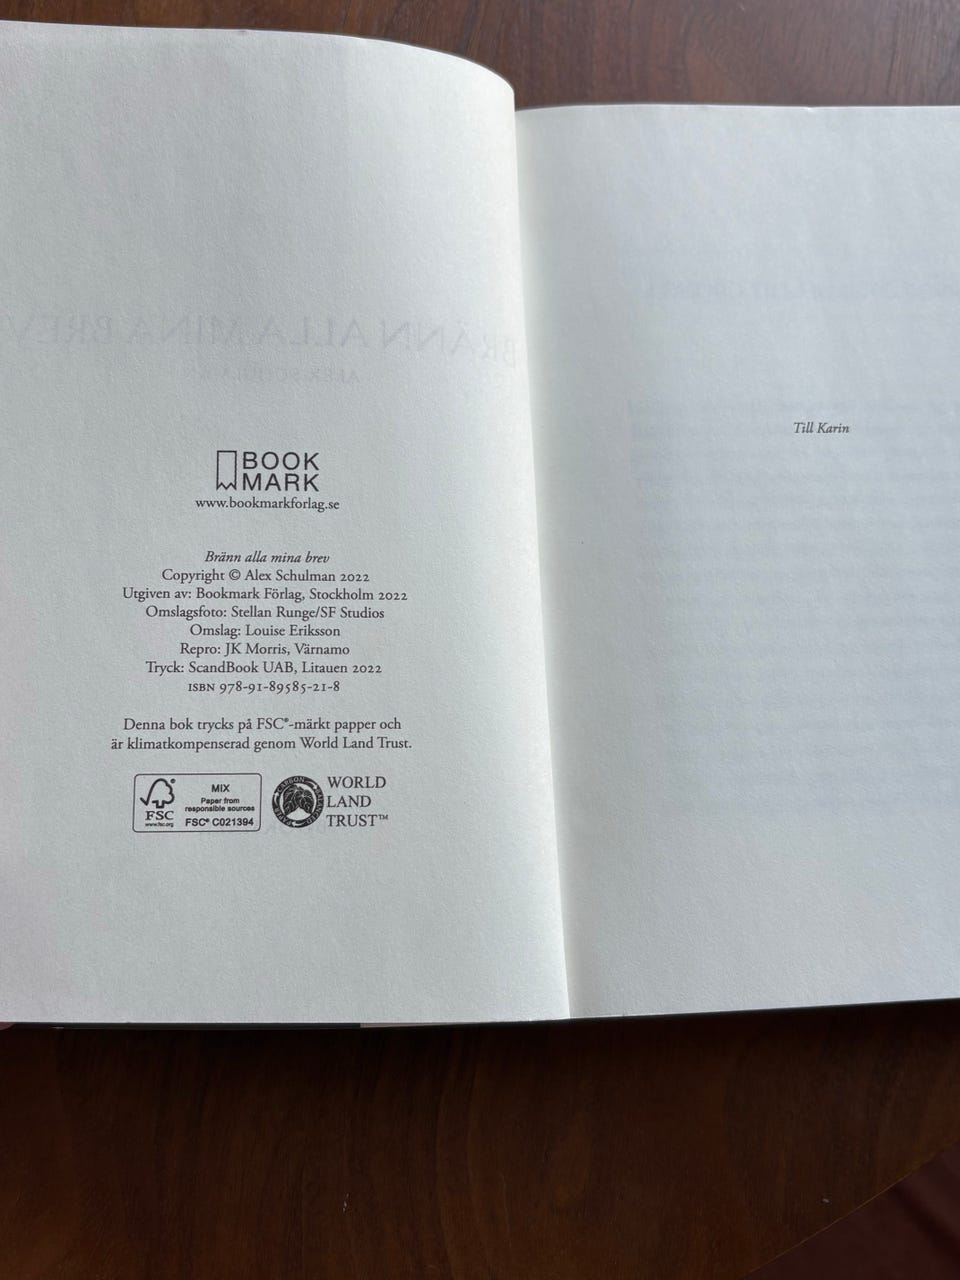 BOOK
MARK
www.bookmarkforlag.se
Bränn alla mina brev
Copyright © Alex Schulman 2022
Utgiven av: Bookmark Förlag, Stockholm 2022
Omslagsfoto: Stellan Runge/SF Studios
Omslag: Louise Eriksson
Repro: JK Morris, Värnamo
Tryck: ScandBook UAB, Litauen 2022
ISBN 978-91-89585-21-8
Denna bok trycks på FSC®-märkt papper och
är klimatkompenserad genom World Land Trust.
FSC
www.fsc.org
MIX
Paper from
responsible sources
FSC® C021394
WORLD
LAND
TRUST™
Till Karin